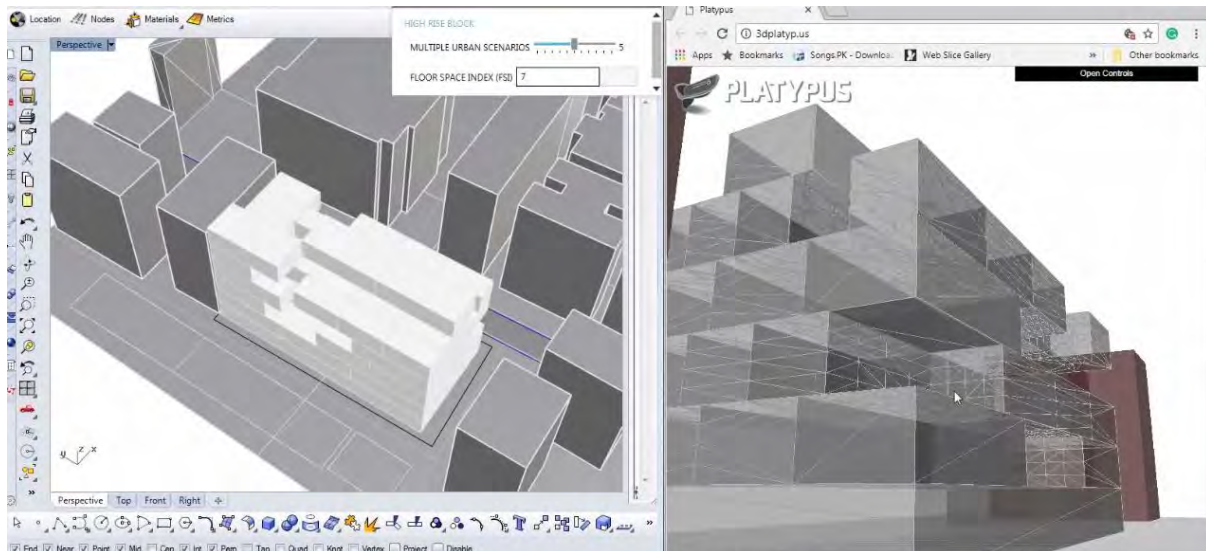 Location Nodes Materials Metrics
Perspective
HIGH RISE BLOCK
MULTIPLE URBAN SCENARIOS 5
FLOOR SPACE INDEX (FSI) 7
y z x
Perspective Top Front Right
End Near Point Mid Cen Int Perp Tan Quad Knot Vertex Project Disable
Platypus
3dplatyp.us
Apps Bookmarks Songs.PK - Downloa Web Slice Gallery » Other bookmarks
Open Controls
PLATYPUS